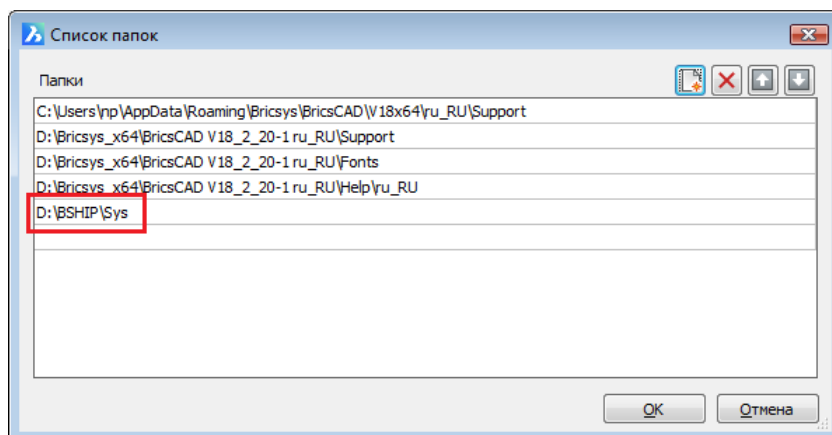 Список папок
Папки
C:\Users\np\AppData\Roaming\Bricsys\BricsCAD\V18x64\ru_RU\Support
D:\Bricsys_x64\BricsCAD V18_2_20-1 ru_RU\Support
D:\Bricsys_x64\BricsCAD V18_2_20-1 ru_RU\Fonts
D:\Bricsys_x64\BricsCAD V18_2_20-1 ru_RU\Help\ru_RU
D:\BSHIP\Sys
OK Отмена